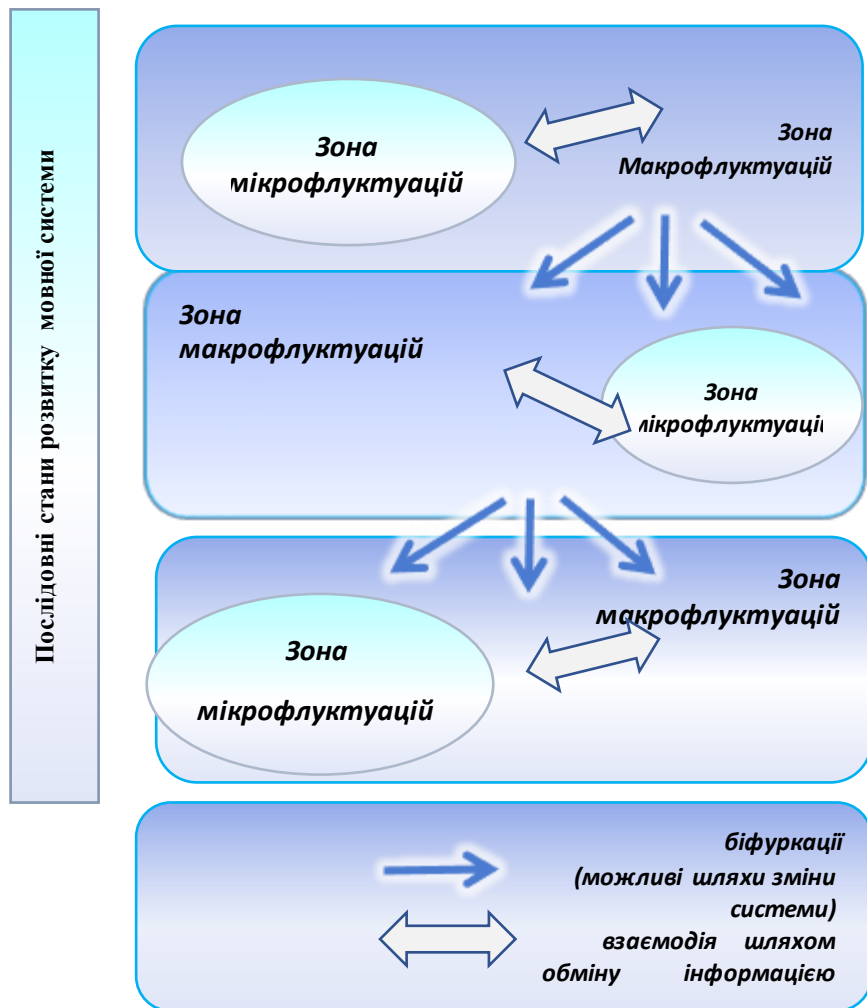 Послідовні стани розвитку мовної системи
Зона
мікрофлуктуацій
Зона
Макрофлуктуацій
Зона
макрофлуктуацій
Зона
мікрофлуктуацій
Зона
макрофлуктуацій
Зона
мікрофлуктуацій
біфуркації
(можливі шляхи зміни
системи)
взаємодія шляхом
обміну інформацією